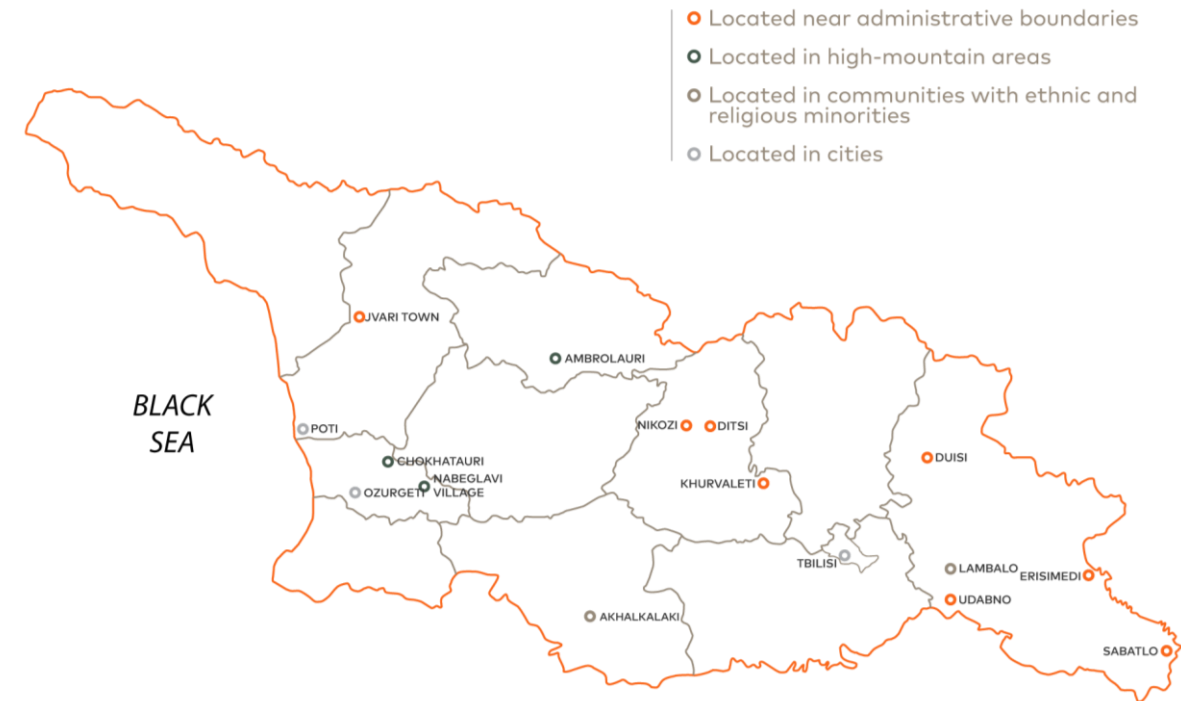 Located near administrative boundaries
Located in high-mountain areas
Located in communities with ethnic and
religious minorities
Located in cities
JVARI TOWN
AMBROLAURI
BLACK
SEA
POTI
NIKOZI
DITSI
CHOKHATAURI
DUISI
NABEGLAVI
VILLAGE
OZURGETI
KHURVALETI
TBILISI
LAMBALO
ERISIMEDI
UDABNO
AKHALKALAKI
SABATLO